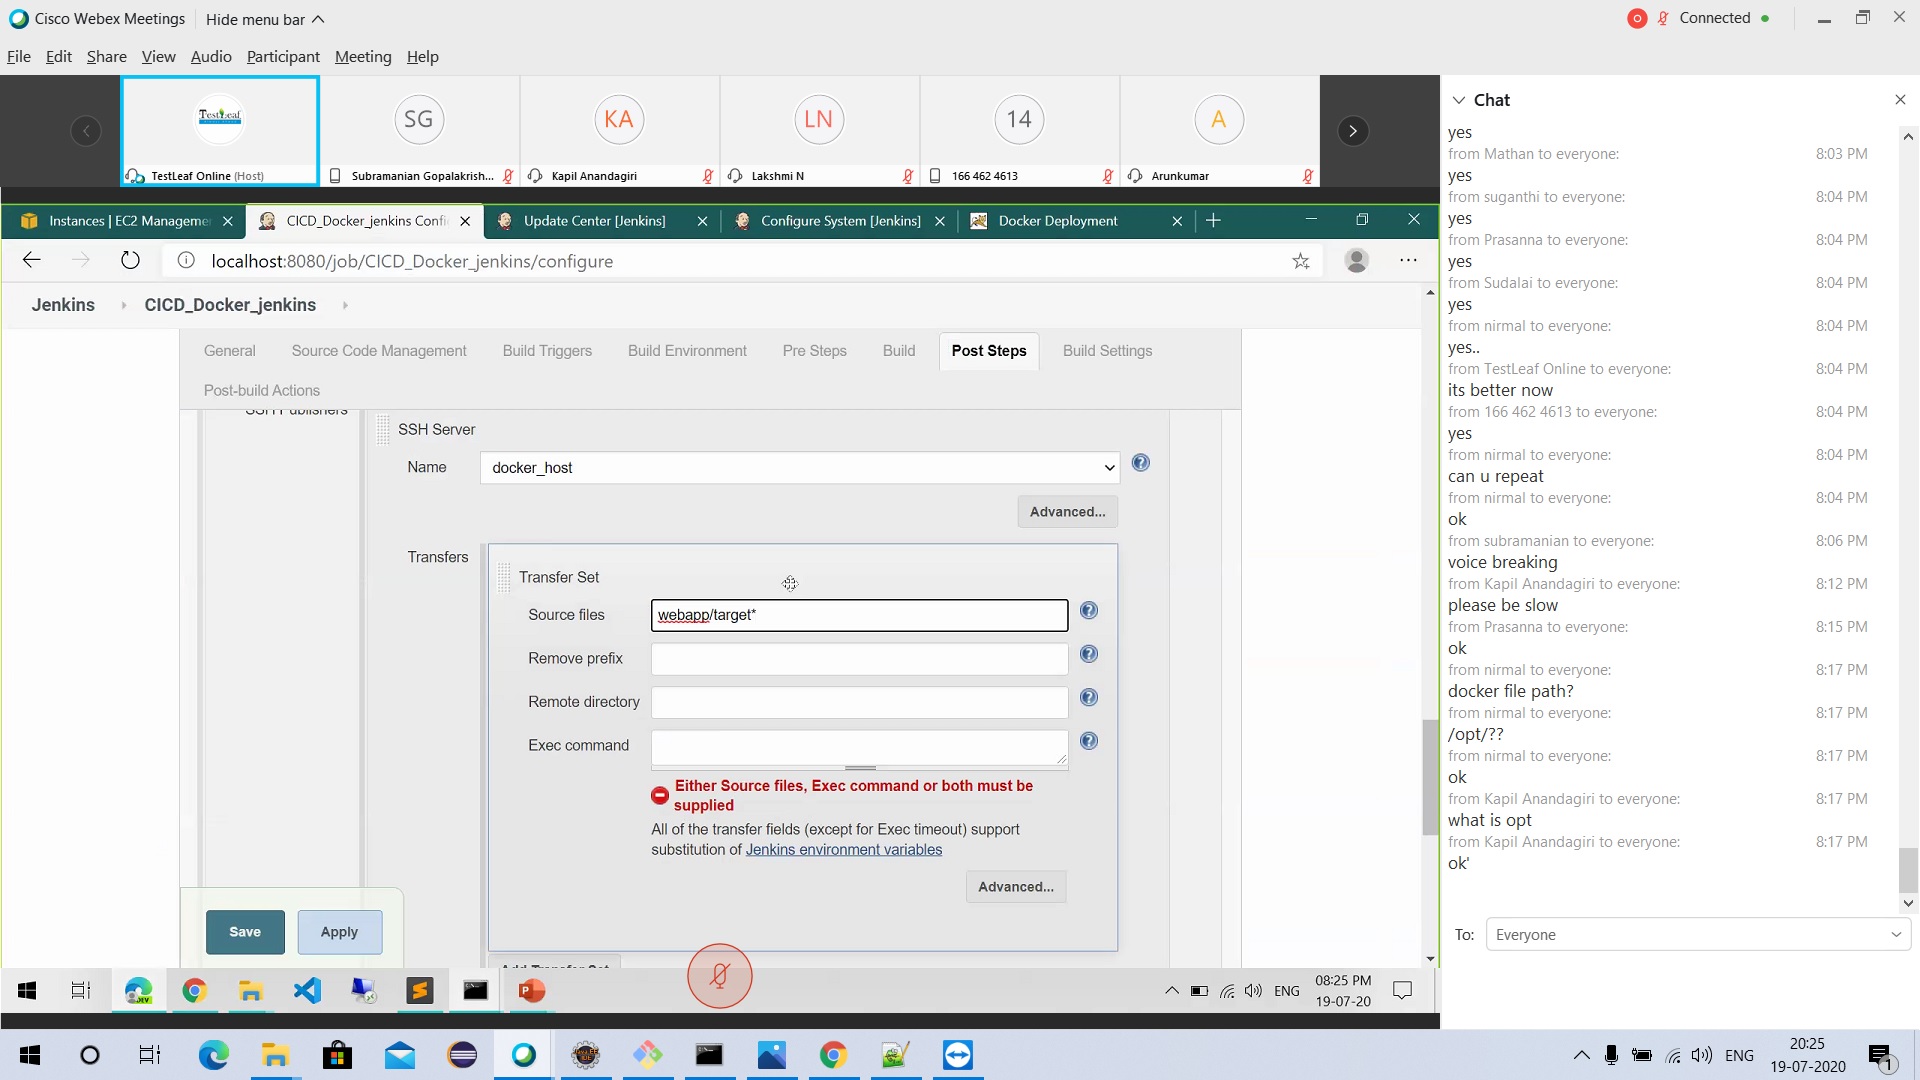 Cisco Webex Meetings
Hide menu bar
Connected
File Edit Share View Audio Participant Meeting Help
TestLeaf
SG
KA
LN
14
A
TestLeaf Online (Host)
Subramanian Gopalakrish...
Kapil Anandagiri
Lakshmi N
166 462 4613
Arunkumar
Instances | EC2 Manageme
CICD_Docker_jenkins Confi
Update Center [Jenkins]
Configure System [Jenkins]
Docker Deployment
localhost:8080/job/CICD_Docker_jenkins/configure
Jenkins
CICD_Docker_jenkins
General
Source Code Management
Build Triggers
Build Environment
Pre Steps
Build
Post Steps
Build Settings
Post-build Actions
SSH Publishers
SSH Server
Name
docker_host
Advanced...
Transfers
Transfer Set
Source files
webapp/target*
Remove prefix
Remote directory
Exec command
Either Source files, Exec command or both must be
supplied
All of the transfer fields (except for Exec timeout) support
substitution of Jenkins environment variables
Advanced...
Save
Apply
Add Transfer Set
DEV
ENG
08:25 PM
19-07-20
Chat
yes
from Mathan to everyone: 8:03 PM
yes
from suganthi to everyone: 8:04 PM
yes
from Prasanna to everyone: 8:04 PM
yes
from Sudalai to everyone: 8:04 PM
yes
from nirmal to everyone: 8:04 PM
yes..
from TestLeaf Online to everyone: 8:04 PM
its better now
from 166 462 4613 to everyone: 8:04 PM
yes
from nirmal to everyone: 8:04 PM
can u repeat
from nirmal to everyone: 8:04 PM
ok
from subramanian to everyone: 8:06 PM
voice breaking
from Kapil Anandagiri to everyone: 8:12 PM
please be slow
from Prasanna to everyone: 8:15 PM
ok
from nirmal to everyone: 8:17 PM
docker file path?
from nirmal to everyone: 8:17 PM
/opt/??
from nirmal to everyone: 8:17 PM
ok
from Kapil Anandagiri to everyone: 8:17 PM
what is opt
from Kapil Anandagiri to everyone: 8:17 PM
ok'
To:
Everyone
ENG
20:25
19-07-2020
1